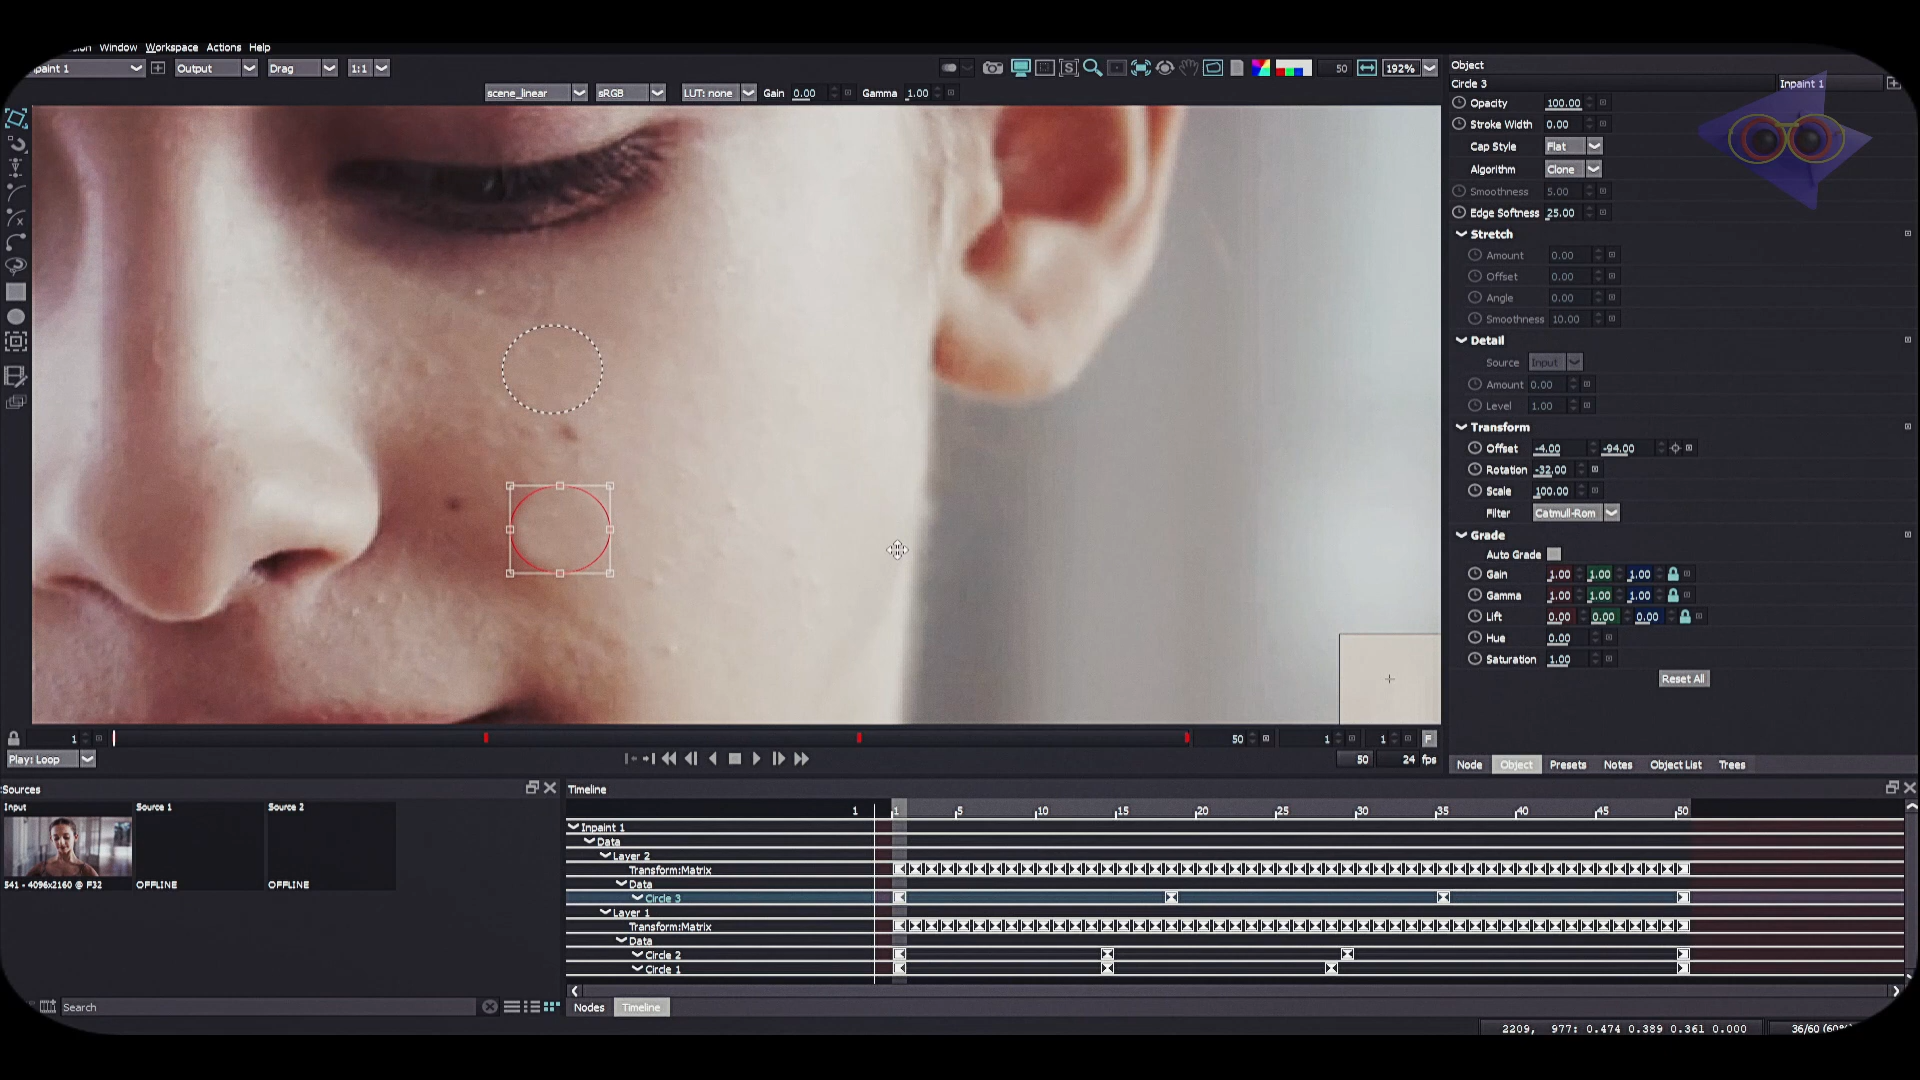 Window Workspace Actions Help
paint 1 Output Drag 1:1 50 192%
scene_linear sRGB LUT: none Gain 0.00 Gamma 1.00
Object
Circle 3 Inpaint 1
Opacity 100.00
Stroke Width 0.00
Cap Style Flat
Algorithm Clone
Smoothness 5.00
Edge Softness 25.00
Stretch
Amount 0.00
Offset 0.00
Angle 0.00
Smoothness 10.00
Detail
Source Input
Amount 0.00
Level 1.00
Transform
Offset -4.00 -94.00
Rotation -32.00
Scale 100.00
Filter Catmull-Rom
Grade
Auto Grade
Gain 1.00 1.00 1.00
Gamma 1.00 1.00 1.00
Lift 0.00 0.00 0.00
Hue 0.00
Saturation 1.00
Reset All
Node Object Presets Notes Object List Trees
1 50 1 1 F
Play: Loop 50 24 fps
Sources
Input Source 1 Source 2
541 - 4096x2160 @ F32 OFFLINE OFFLINE
Search
Timeline
1 1 5 10 15 20 25 30 35 40 45 50
Inpaint 1
Data
Layer 2
Transform:Matrix
Data
Circle 3
Layer 1
Transform:Matrix
Data
Circle 2
Circle 1
Nodes Timeline
2209, 977: 0.474 0.389 0.361 0.000 36/60 (60%